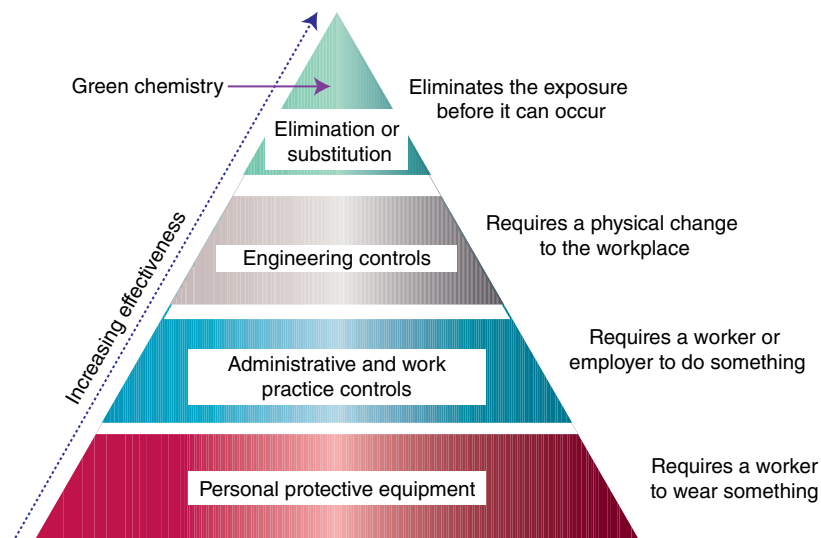 Green chemistry
Eliminates the exposure
before it can occur
Elimination or
substitution
Increasing effectiveness
Requires a physical change
to the workplace
Engineering controls
Requires a worker or
employer to do something
Administrative and work
practice controls
Requires a worker
to wear something
Personal protective equipment